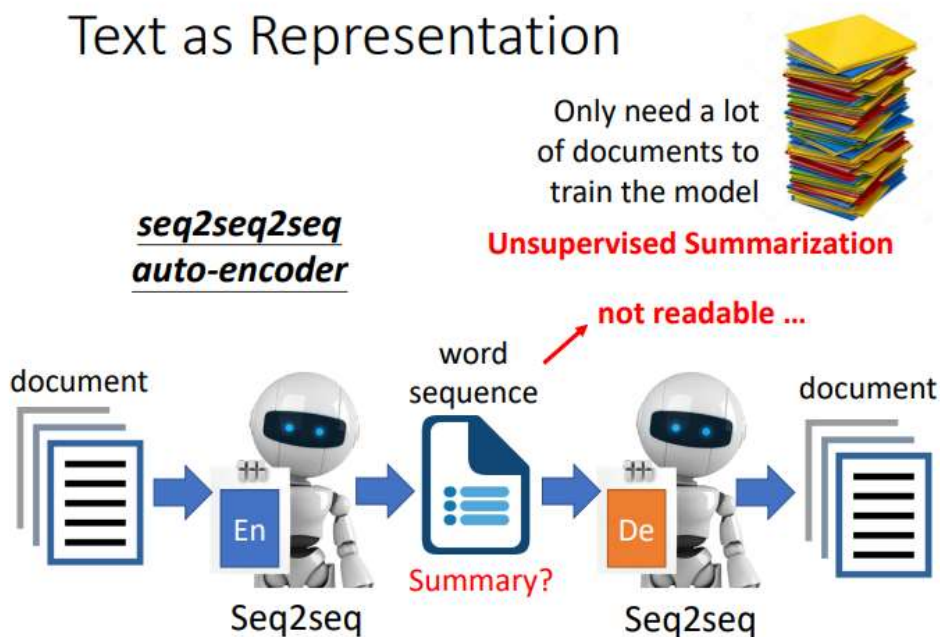 Text as Representation
Only need a lot
of documents to
train the model
Unsupervised Summarization
seq2seq2seq
auto-encoder
not readable ...
document
word
sequence
document
En
De
Summary?
Seq2seq
Seq2seq